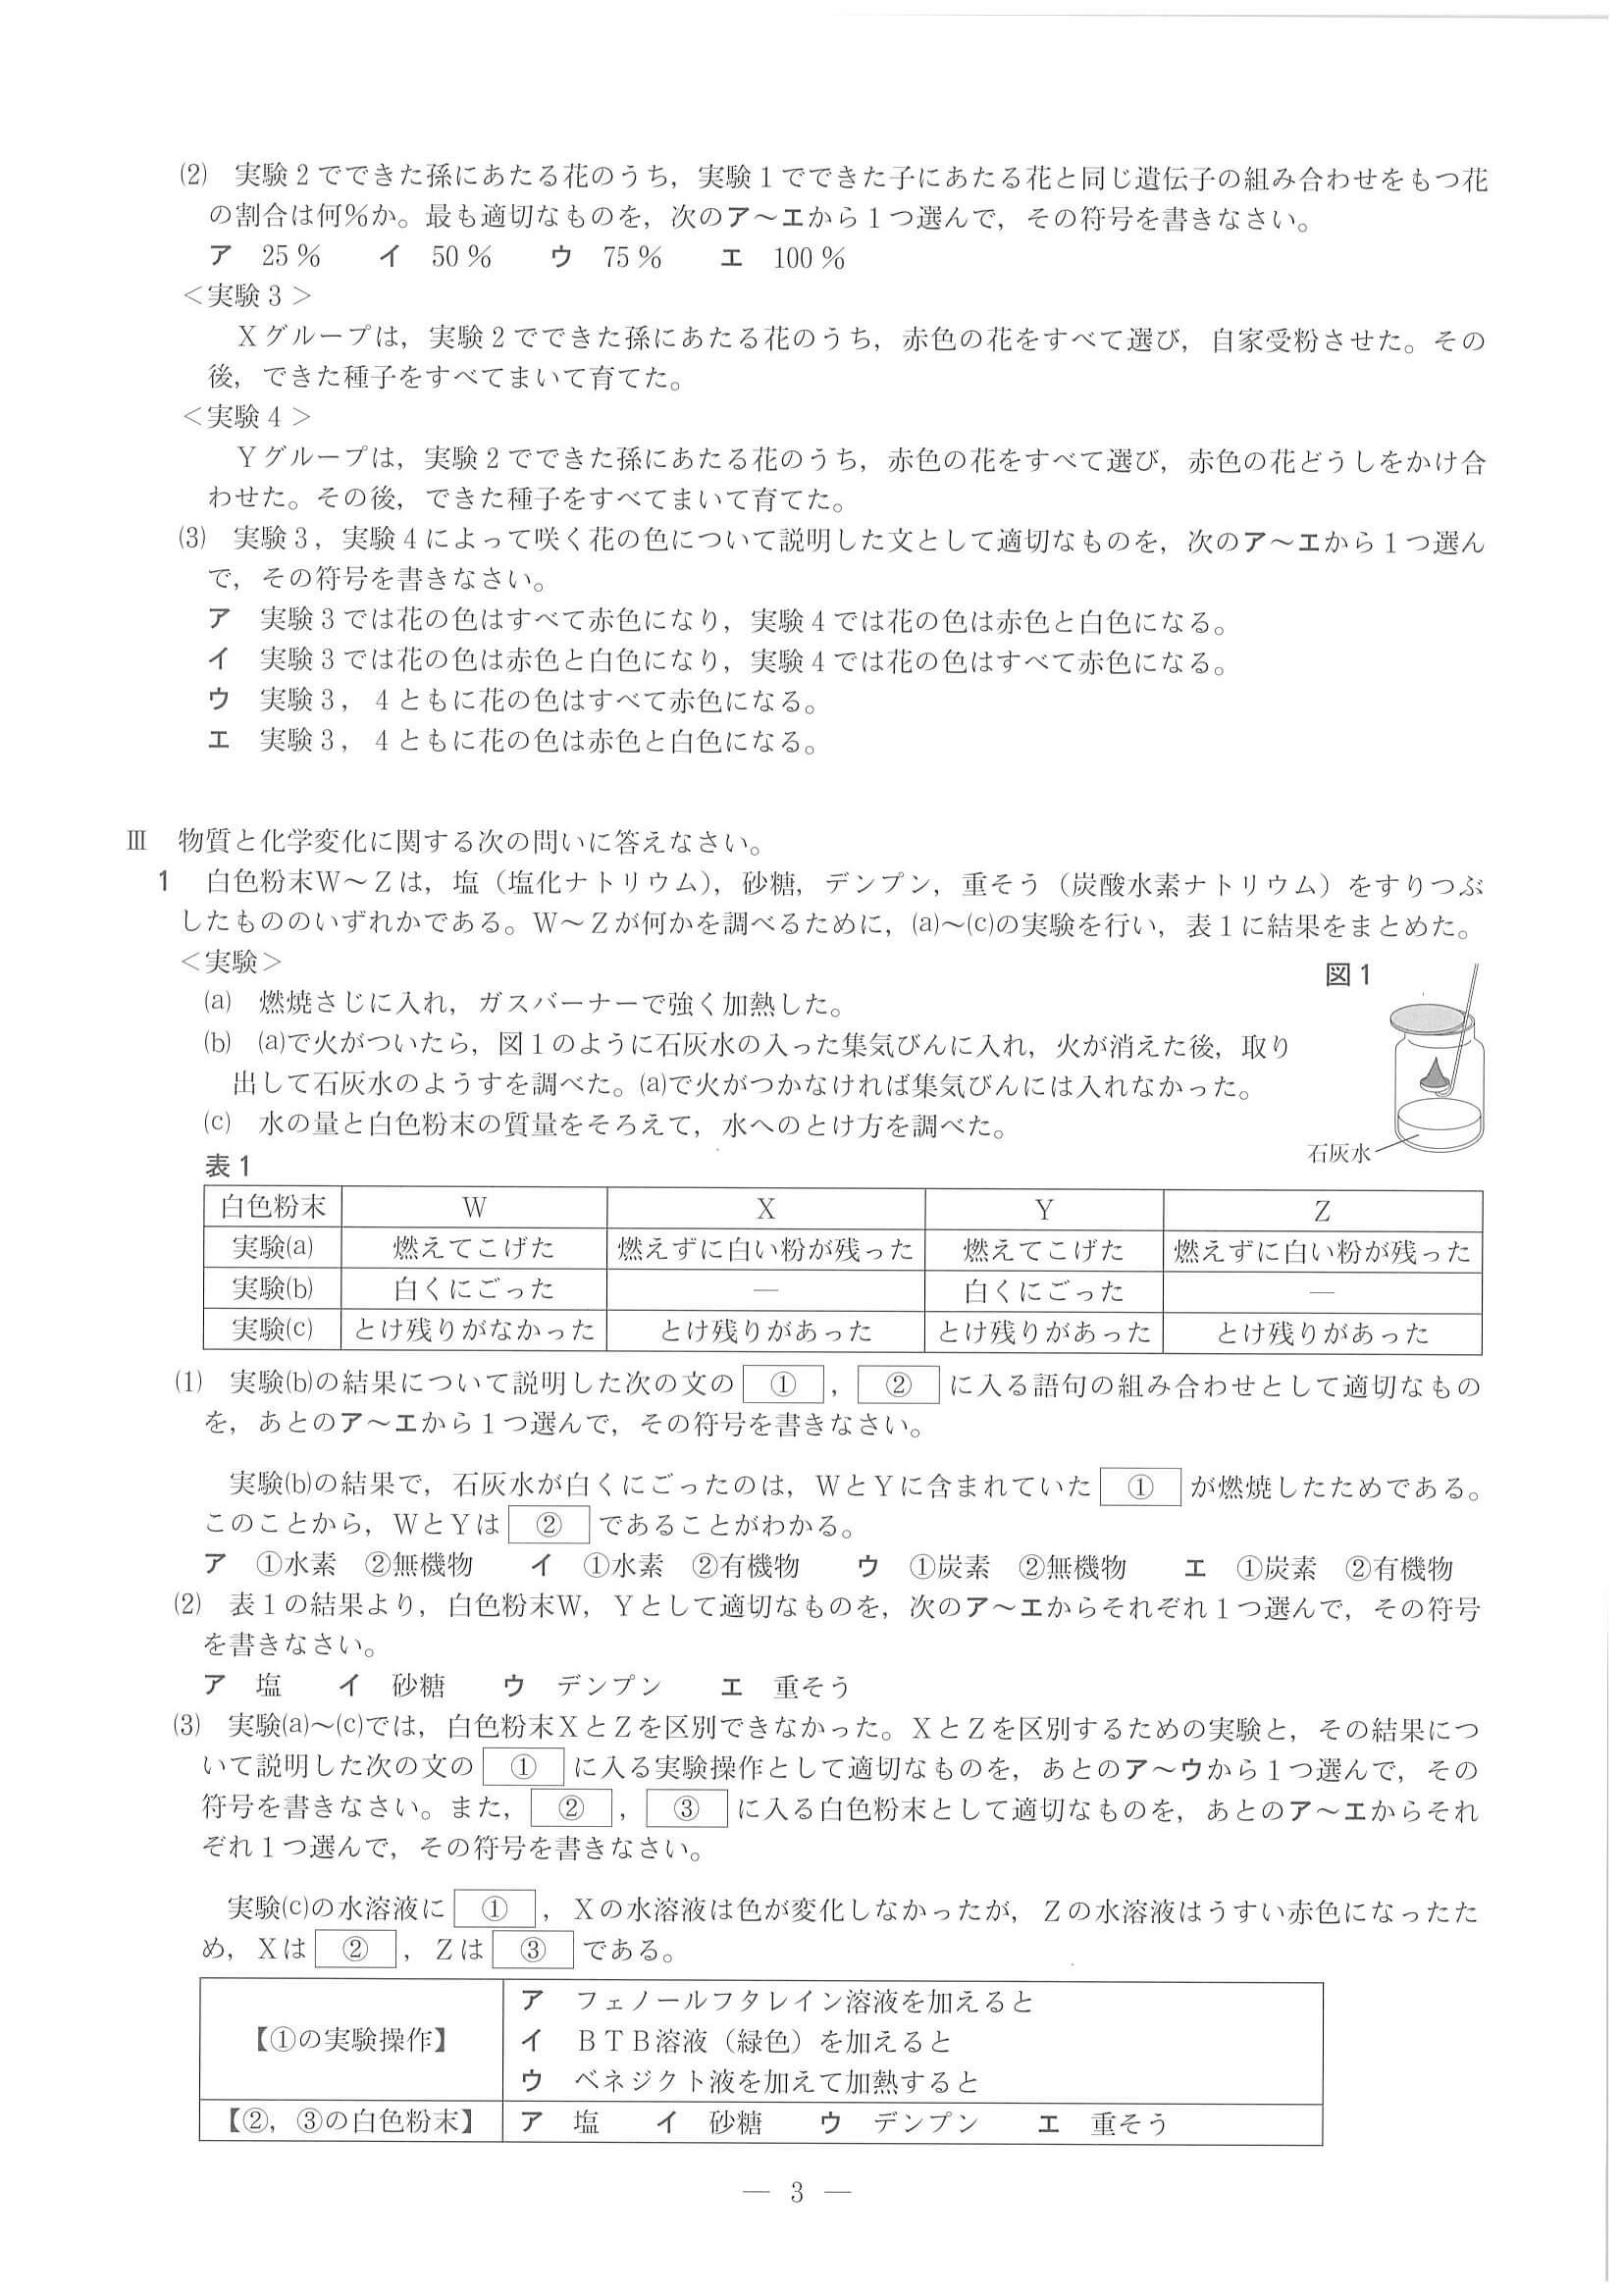 ⑵ 実験2でできた孫にあたる花のうち，実験1でできた子にあたる花と同じ遺伝子の組み合わせをもつ花
の割合は何%か。最も適切なものを，次のア～エから1つ選んで，その符号を書きなさい。
ア 25％ イ 50％ ウ 75％ エ 100％
＜実験3＞
Xグループは，実験2でできた孫にあたる花のうち，赤色の花をすべて選び，自家受粉させた。その
後，できた種子をすべてまいて育てた。
＜実験4＞
Yグループは，実験2でできた孫にあたる花のうち，赤色の花をすべて選び，赤色の花どうしをかけ合
わせた。その後，できた種子をすべてまいて育てた。
⑶ 実験3，実験4によって咲く花の色について説明した文として適切なものを，次のア～エから1つ選ん
で，その符号を書きなさい。
ア 実験3では花の色はすべて赤色になり，実験4では花の色は赤色と白色になる。
イ 実験3では花の色は赤色と白色になり，実験4では花の色はすべて赤色になる。
ウ 実験3，4ともに花の色はすべて赤色になる。
エ 実験3，4ともに花の色は赤色と白色になる。
Ⅲ 物質と化学変化に関する次の問いに答えなさい。
1 白色粉末W～Zは，塩（塩化ナトリウム），砂糖，デンプン，重そう（炭酸水素ナトリウム）をすりつぶ
したもののいずれかである。W～Zが何かを調べるために，(a)～(c)の実験を行い，表1に結果をまとめた。
＜実験＞
図1
(a) 燃焼さじに入れ，ガスバーナーで強く加熱した。
(b) (a)で火がついたら，図1のように石灰水の入った集気びんに入れ，火が消えた後，取り
出して石灰水のようすを調べた。(a)で火がつかなければ集気びんには入れなかった。
(c) 水の量と白色粉末の質量をそろえて，水へのとけ方を調べた。
石灰水
表1
白色粉末 W X Y Z
実験(a) 燃えてこげた 燃えずに白い粉が残った 燃えてこげた 燃えずに白い粉が残った
実験(b) 白くにごった ― 白くにごった ―
実験(c) とけ残りがなかった とけ残りがあった とけ残りがあった とけ残りがあった
⑴ 実験(b)の結果について説明した次の文の ① ， ② に入る語句の組み合わせとして適切なもの
を，あとのア～エから1つ選んで，その符号を書きなさい。
実験(b)の結果で，石灰水が白くにごったのは，WとYに含まれていた ① が燃焼したためである。
このことから，WとYは ② であることがわかる。
ア ①水素 ②無機物 イ ①水素 ②有機物 ウ ①炭素 ②無機物 エ ①炭素 ②有機物
⑵ 表1の結果より，白色粉末W，Yとして適切なものを，次のア～エからそれぞれ1つ選んで，その符号
を書きなさい。
ア 塩 イ 砂糖 ウ デンプン エ 重そう
⑶ 実験(a)～(c)では，白色粉末XとZを区別できなかった。XとZを区別するための実験と，その結果につ
いて説明した次の文の ① に入る実験操作として適切なものを，あとのア～ウから1つ選んで，その
符号を書きなさい。また， ② ， ③ に入る白色粉末として適切なものを，あとのア～エからそれ
ぞれ1つ選んで，その符号を書きなさい。
実験(c)の水溶液に ① ，Xの水溶液は色が変化しなかったが，Zの水溶液はうすい赤色になったた
め，Xは ② ，Zは ③ である。
ア フェノールフタレイン溶液を加えると
【①の実験操作】 イ BTB溶液（緑色）を加えると
ウ ベネジクト液を加えて加熱すると
【②，③の白色粉末】 ア 塩 イ 砂糖 ウ デンプン エ 重そう
― 3 ―